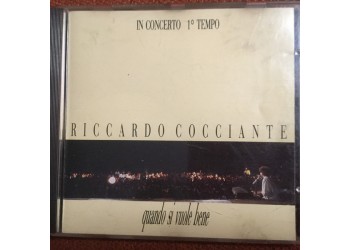 IN CONCERTO 1° TEMPO
RICCARDO COCCIANTE
quando si vuole bene